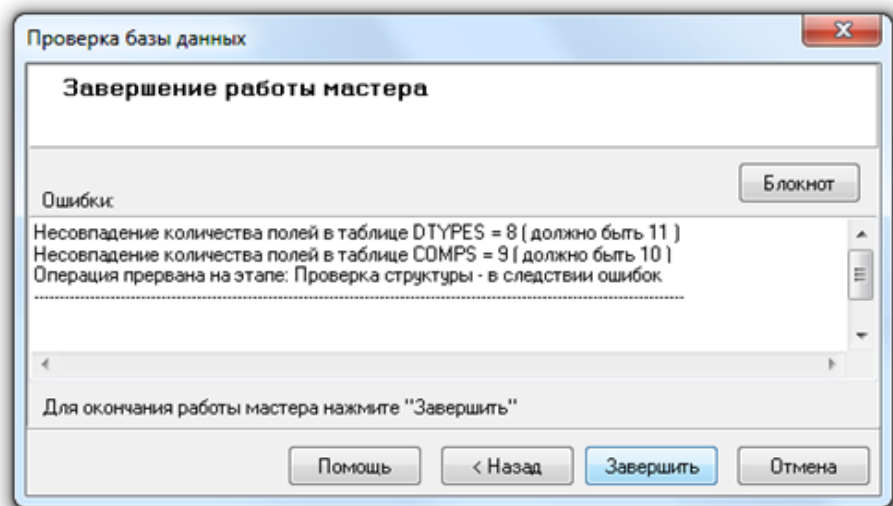 Проверка базы данных
Завершение работы мастера
Блокнот
Ошибки:
Несовпадение количества полей в таблице DTYPES = 8 ( должно быть 11 )
Несовпадение количества полей в таблице COMPS = 9 ( должно быть 10 )
Операция прервана на этапе: Проверка структуры - в следствии ошибок
Для окончания работы мастера нажмите "Завершить"
Помощь
< Назад
Завершить
Отмена